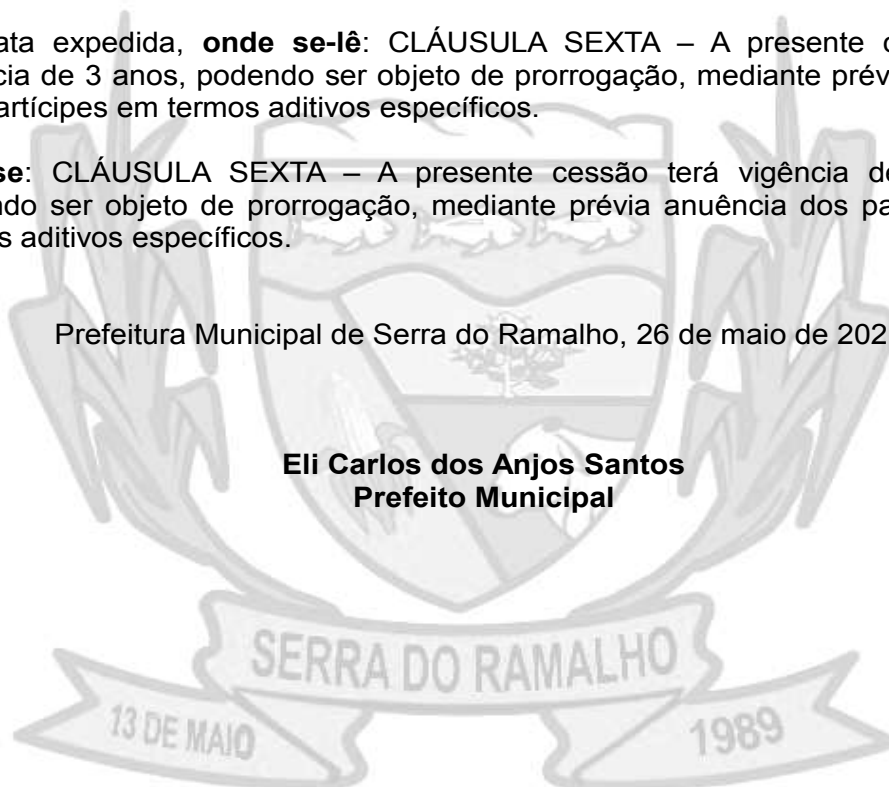 ata expedida, onde se-lê: CLÁUSULA SEXTA – A presente
cia de 3 anos, podendo ser objeto de prorrogação, mediante prév
artícipes em termos aditivos específicos.
se: CLÁUSULA SEXTA – A presente cessão terá vigência de
ndo ser objeto de prorrogação, mediante prévia anuência dos pa
s aditivos específicos.
Prefeitura Municipal de Serra do Ramalho, 26 de maio de 202
Eli Carlos dos Anjos Santos
Prefeito Municipal
SERRA DO RAMALHO
13 DE MAIO
1989